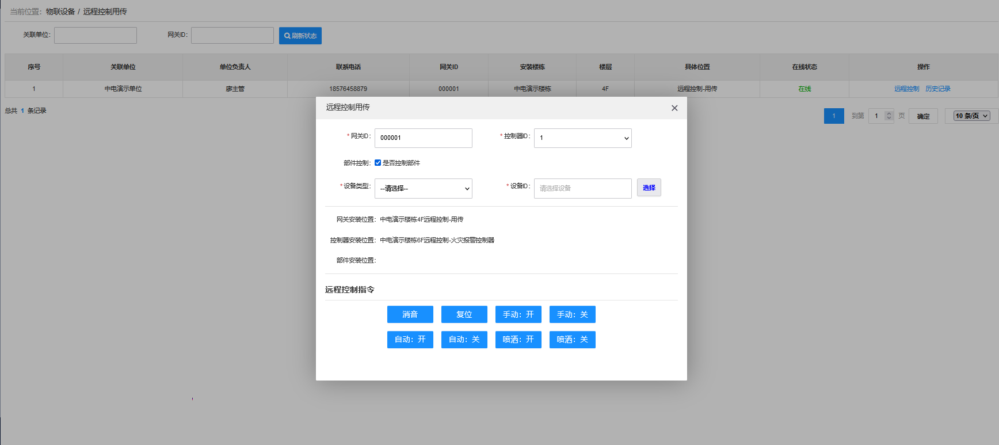 当前位置：物联设备 / 远程控制用传
关联单位： 网关ID： 刷新状态
序号 关联单位 单位负责人 联系电话 网关ID 安装楼栋 楼层 具体位置 在线状态 操作
1 中电演示单位 廖主管 18576458879 000001 中电演示楼栋 4F 远程控制-用传 在线 远程控制 历史记录
总共 1 条记录 1 到第 1 页 确定 10 条/页
远程控制用传
*网关ID： 000001 *控制器ID： 1
部件控制： 是否控制部件
*设备类型： --请选择-- *设备ID： 请选择设备 选择
网关安装位置：中电演示楼栋4F远程控制-用传
控制器安装位置：中电演示楼栋6F远程控制-火灾报警控制器
部件安装位置：
远程控制指令
消音 复位 手动：开 手动：关
自动：开 自动：关 喷洒：开 喷洒：关